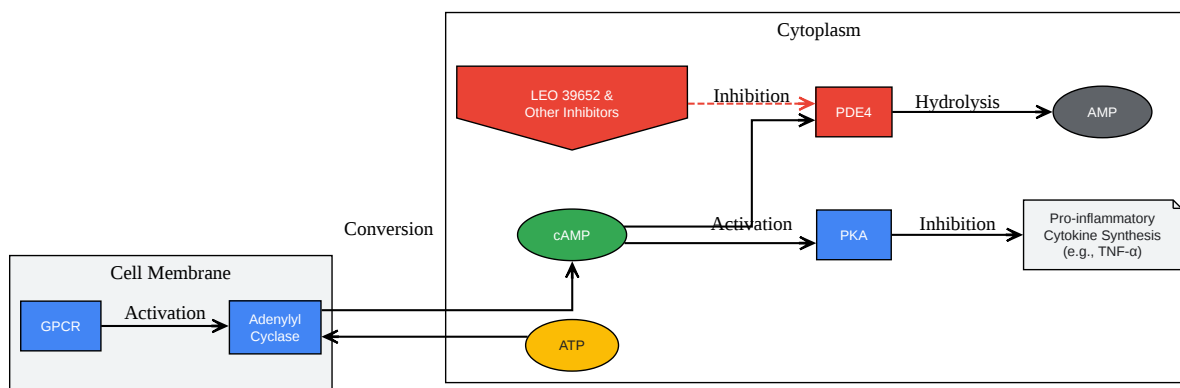 Cytoplasm
LEO 39652 &
Other Inhibitors
Inhibition
PDE4
Hydrolysis
AMP
Conversion
cAMP
Activation
PKA
Inhibition
Pro-inflammatory
Cytokine Synthesis
(e.g., TNF-α)
Cell Membrane
GPCR
Activation
Adenylyl
Cyclase
ATP